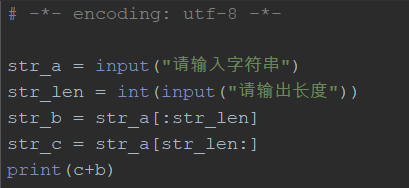 # -*- encoding: utf-8 -*-
str_a = input("请输入字符串")
str_len = int(input("请输出长度"))
str_b = str_a[:str_len]
str_c = str_a[str_len:]
print(c+b)